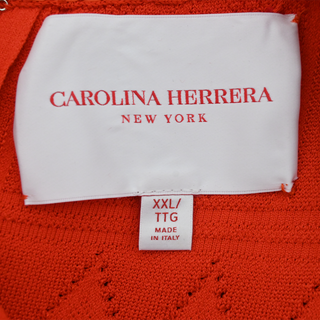 CAROLINA HERRERA
NEW YORK
XXL/
TTG
MADE
IN ITALY